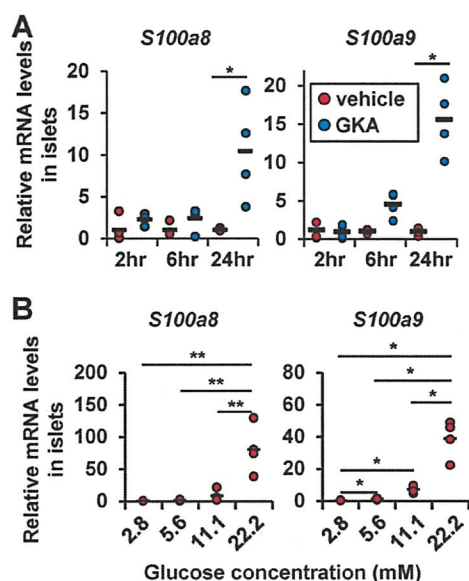 A
S100a8
S100a9
Relative mRNA levels
in islets
20
15
10
5
0
*
2hr
6hr
24hr
20
15
10
5
0
*
vehicle
GKA
2hr
6hr
24hr
B
S100a8
S100a9
Relative mRNA levels
in islets
200
150
100
50
0
**
**
**
2.8
5.6
11.1
22.2
80
60
40
20
0
*
*
*
*
*
2.8
5.6
11.1
22.2
Glucose concentration (mM)